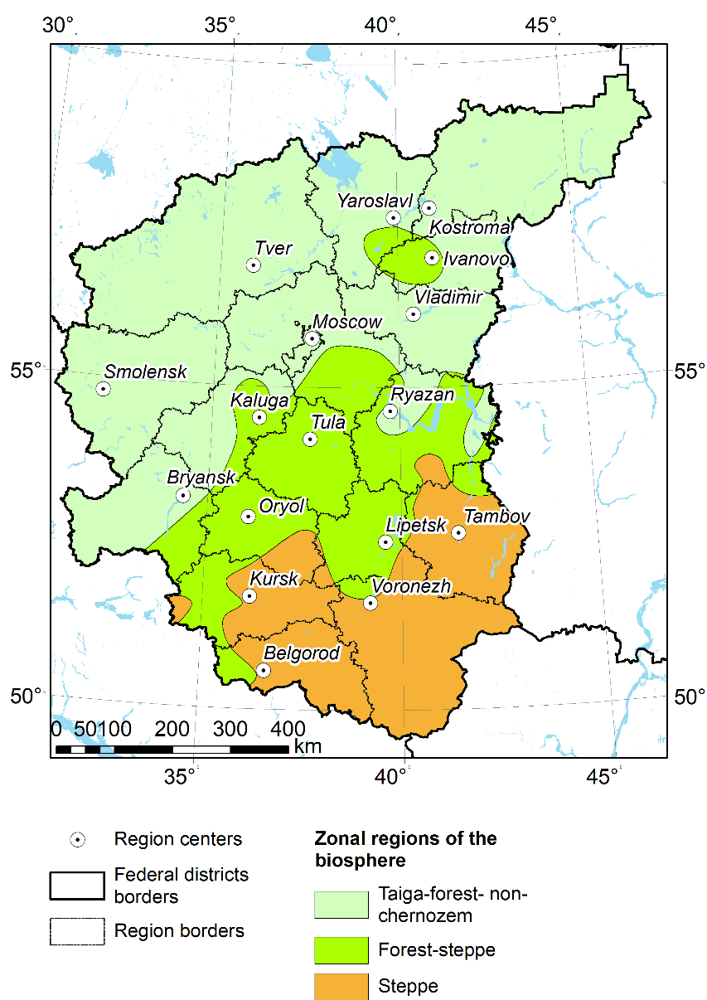 30°
35°
40°
45°
Yaroslavl
Kostroma
Tver
Ivanovo
Vladimir
Moscow
55°
55°
Smolensk
Kaluga
Ryazan
Tula
Bryansk
Oryol
Lipetsk
Tambov
Kursk
Voronezh
Belgorod
50°
50°
0 50 100 200 300 400
km
35°
40°
45°
Region centers
Federal districts
borders
Region borders
Zonal regions of the
biosphere
Taiga-forest- non-
chernozem
Forest-steppe
Steppe